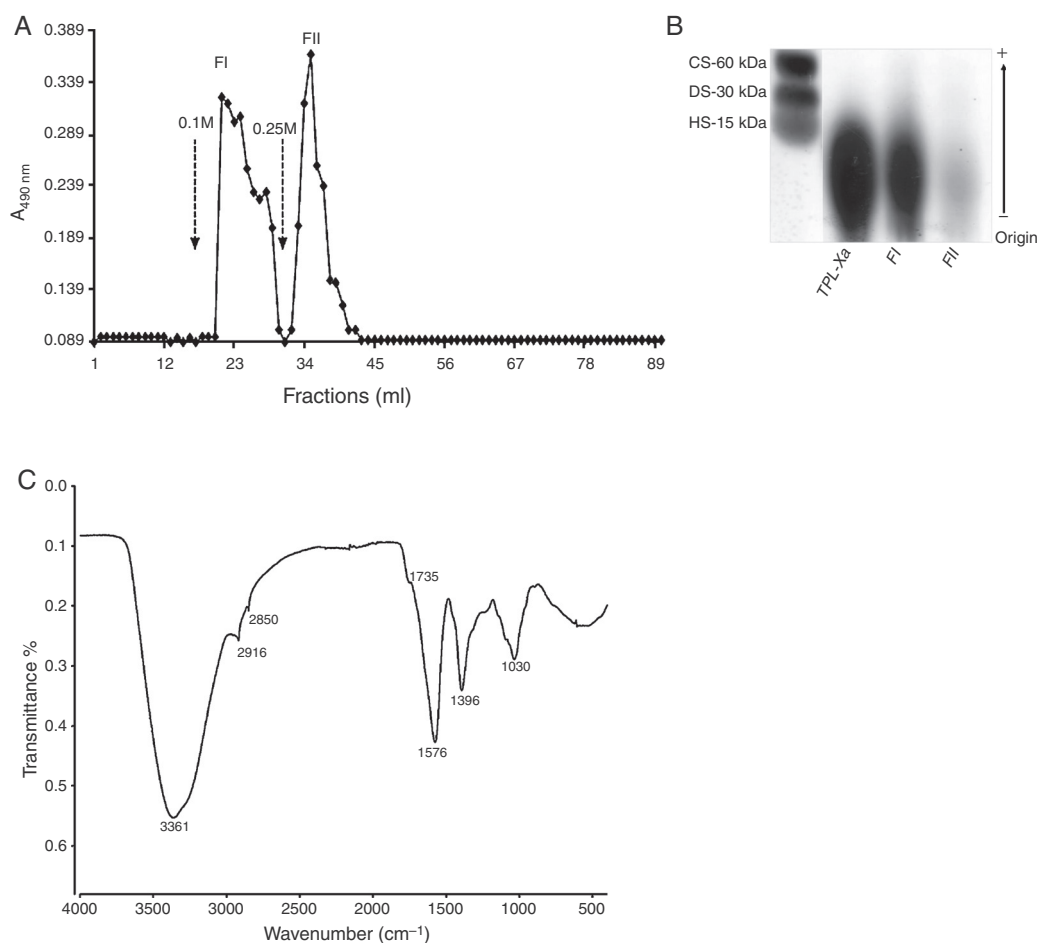 A
0.389
0.339
0.289
0.239
0.189
0.139
0.089
A490 nm
FI
FII
0.1M
0.25M
1 12 23 34 45 56 67 78 89
Fractions (ml)
B
CS-60 kDa
DS-30 kDa
HS-15 kDa
+
–
Origin
TPL-Xa
FI
FII
C
0.0
0.1
0.2
0.3
0.4
0.5
0.6
Transmittance %
1735
2850
2916
1030
1396
1576
3361
4000 3500 3000 2500 2000 1500 1000 500
Wavenumber (cm–1)